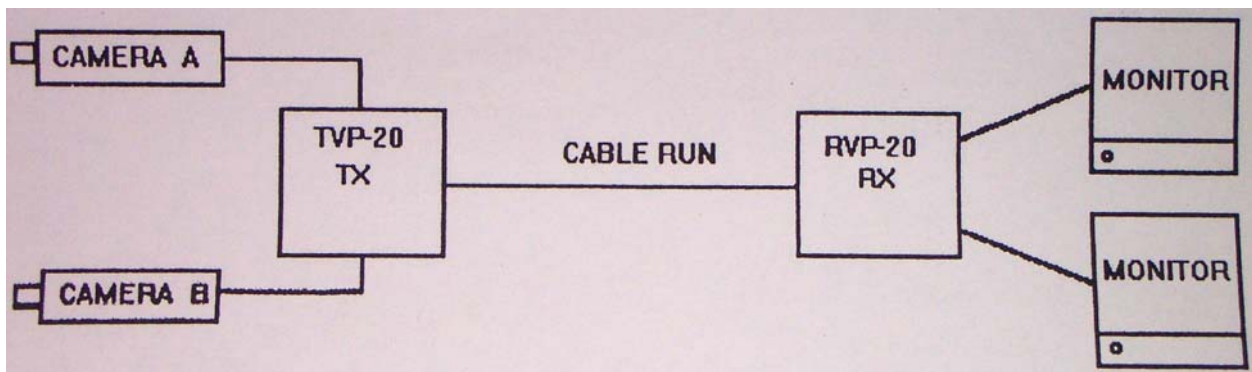 CAMERA A
TVP-20
TX
CABLE RUN
RVP-20
RX
MONITOR
CAMERA B
MONITOR